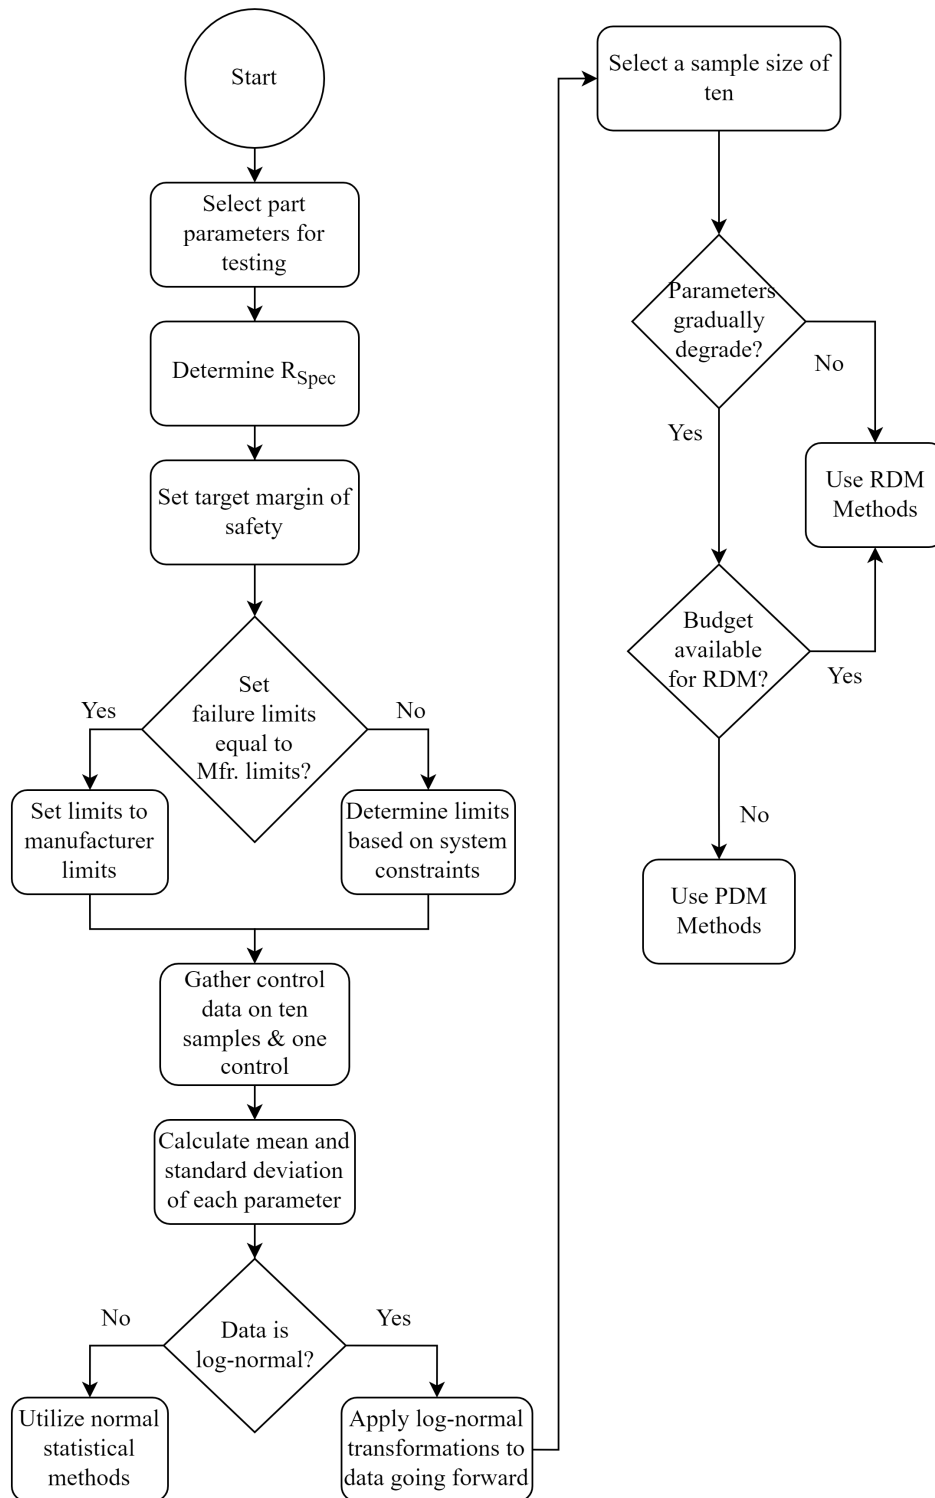 Start
Select part
parameters for
testing
Determine RSpec
Set target margin of
safety
Set
failure limits
equal to
Mfr. limits?
Yes
No
Set limits to
manufacturer
limits
Determine limits
based on system
constraints
Gather control
data on ten
samples & one
control
Calculate mean and
standard deviation
of each parameter
Data is
log-normal?
No
Yes
Utilize normal
statistical
methods
Apply log-normal
transformations to
data going forward
Select a sample size of
ten
Parameters
gradually
degrade?
No
Yes
Use RDM
Methods
Budget
available
for RDM?
Yes
No
Use PDM
Methods